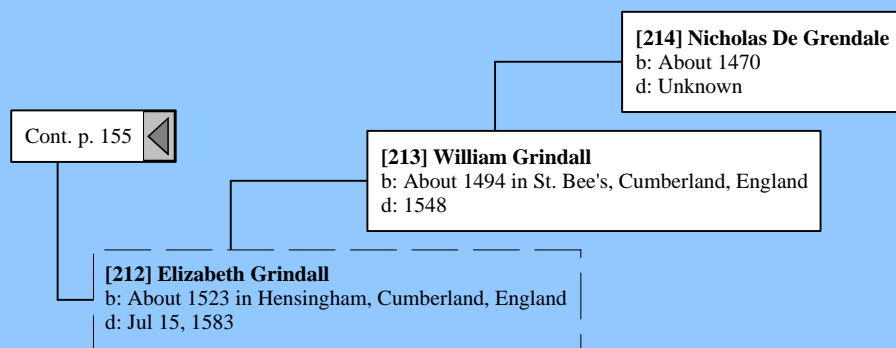 [214] Nicholas De Grendale
b: About 1470
d: Unknown
Cont. p. 155
[213] William Grindall
b: About 1494 in St. Bee's, Cumberland, England
d: 1548
[212] Elizabeth Grindall
b: About 1523 in Hensingham, Cumberland, England
d: Jul 15, 1583